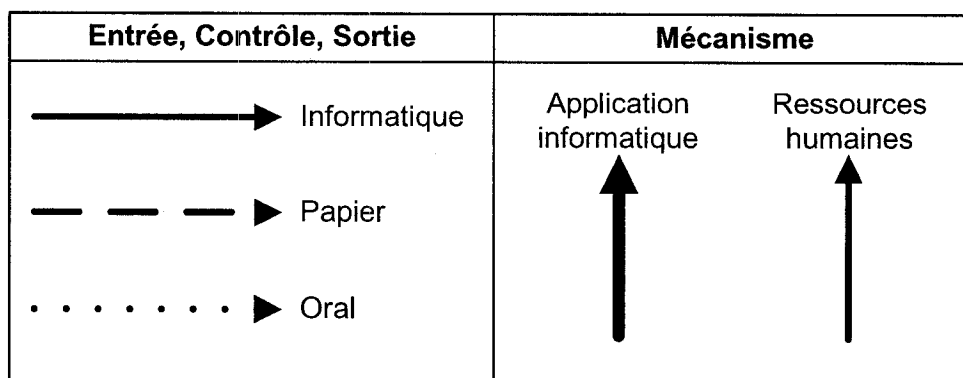 Entrée, Contrôle, Sortie
Mécanisme
Informatique
Papier
Oral
Application
informatique
Ressources
humaines